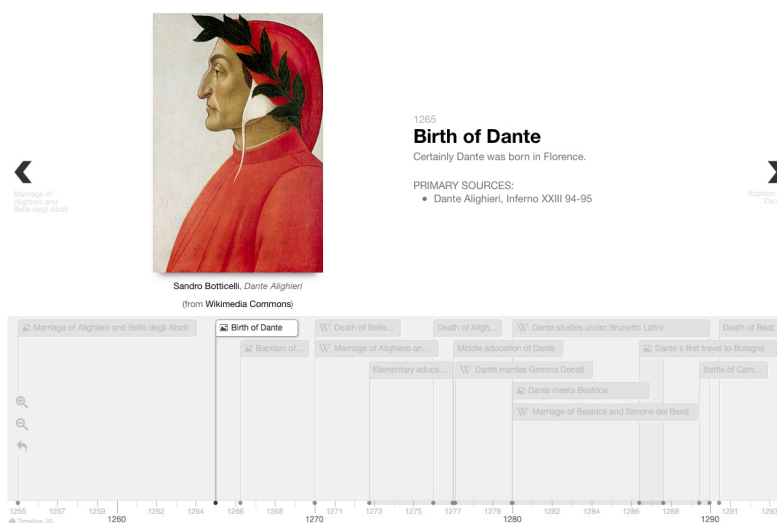 1265
Birth of Dante
Certainly Dante was born in Florence.
PRIMARY SOURCES:
• Dante Alighieri, Inferno XXIII 94-95
Marriage of
Alighiero and
Bella degli Abati
Baptism
Dan
Sandro Botticelli, Dante Alighieri
(from Wikimedia Commons)
Marriage of Alighiero and Bella degli Abati
Birth of Dante
W Death of Bella...
Death of Aligh...
W Dante studies under Brunetto Latini
Death of Beat
Baptism of...
W Marriage of Alighiero an...
Middle education of Dante
Dante's first travel to Bologna
Elementary educa...
W Dante marries Gemma Donati
Battle of Cam...
Dante meets Beatrice
W Marriage of Beatrice and Simone dei Bardi
1255 1257 1259 1262 1264 1266 1268 1271 1273 1275 1277 1279 1282 1284 1286 1288 1291 1293
Timeline JS 1260 1270 1280 1290